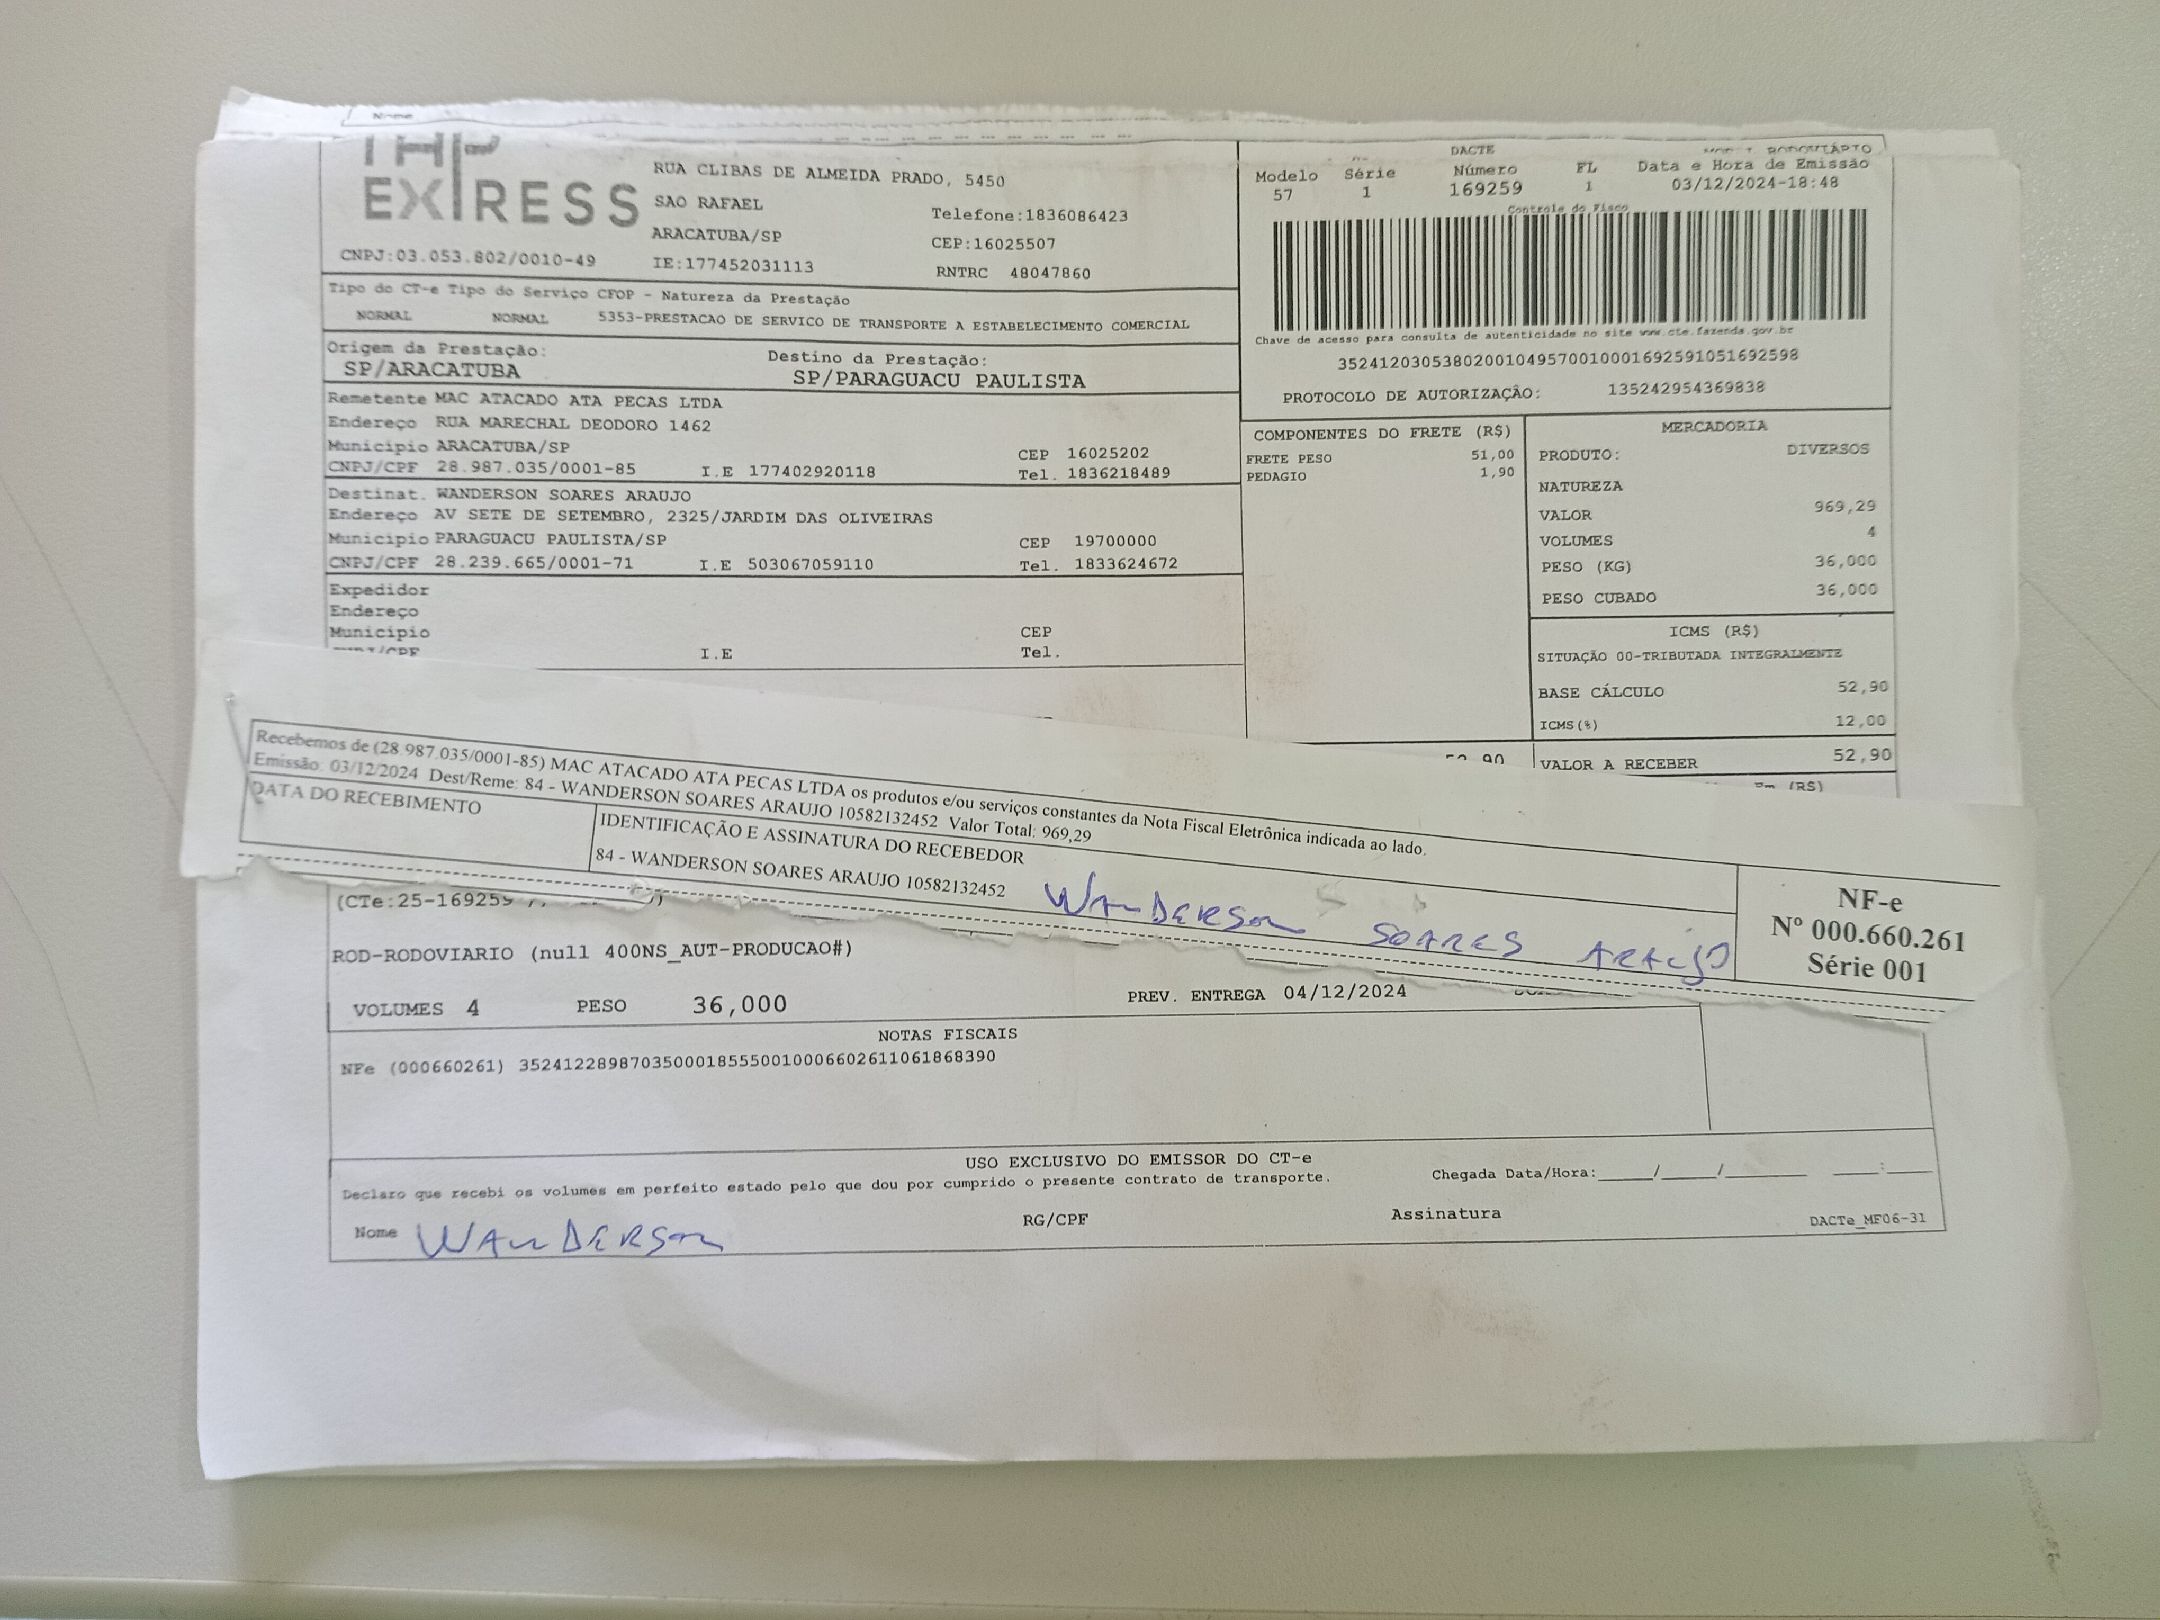 Nome
EXPRESS
RUA CLIBAS DE ALMEIDA PRADO, 5450
SAO RAFAEL
Telefone:1836086423
ARACATUBA/SP
CEP:16025507
CNPJ:03.053.802/0010-49
IE:177452031113
RNTRC 48047860
Tipo do CT-e Tipo do Serviço CFOP - Natureza da Prestação
NORMAL NORMAL 5353-PRESTACAO DE SERVICO DE TRANSPORTE A ESTABELECIMENTO COMERCIAL
Origem da Prestação: Destino da Prestação:
SP/ARACATUBA SP/PARAGUACU PAULISTA
Remetente MAC ATACADO ATA PECAS LTDA
Endereço RUA MARECHAL DEODORO 1462
Municipio ARACATUBA/SP CEP 16025202
CNPJ/CPF 28.987.035/0001-85 I.E 177402920118 Tel. 1836218489
Destinat. WANDERSON SOARES ARAUJO
Endereço AV SETE DE SETEMBRO, 2325/JARDIM DAS OLIVEIRAS
Municipio PARAGUACU PAULISTA/SP CEP 19700000
CNPJ/CPF 28.239.665/0001-71 I.E 503067059110 Tel. 1833624672
Expedidor
Endereço
Municipio CEP
CNPJ/CPF I.E Tel.
DACTE
Modelo Série Número FL Data e Hora de Emissão
57 1 169259 1 03/12/2024-18:48
Controle do Fisco
Chave de acesso para consulta de autenticidade no site www.cte.fazenda.gov.br
35241203053802001049570010001692591051692598
PROTOCOLO DE AUTORIZAÇÃO: 135242954369838
COMPONENTES DO FRETE (R$)
FRETE PESO 51,00
PEDAGIO 1,90
MERCADORIA
PRODUTO: DIVERSOS
NATUREZA
VALOR 969,29
VOLUMES 4
PESO (KG) 36,000
PESO CUBADO 36,000
ICMS (R$)
SITUAÇÃO 00-TRIBUTADA INTEGRALMENTE
BASE CÁLCULO 52,90
ICMS(%) 12,00
VALOR A RECEBER 52,90
(R$)
Recebemos de (28.987.035/0001-85) MAC ATACADO ATA PECAS LTDA os produtos e/ou serviços constantes da Nota Fiscal Eletrônica indicada ao lado.
Emissão: 03/12/2024 Dest/Reme: 84 - WANDERSON SOARES ARAUJO 10582132452 Valor Total: 969,29
DATA DO RECEBIMENTO
IDENTIFICAÇÃO E ASSINATURA DO RECEBEDOR
84 - WANDERSON SOARES ARAUJO 10582132452
WANDERSON SOARES ARAUJO
NF-e
Nº 000.660.261
Série 001
(CTe:25-169259
ROD-RODOVIARIO (null 400NS_AUT-PRODUCAO#)
VOLUMES 4 PESO 36,000 PREV. ENTREGA 04/12/2024
NOTAS FISCAIS
NFe (000660261) 35241228987035000185550010006602611061868390
USO EXCLUSIVO DO EMISSOR DO CT-e
Declaro que recebi os volumes em perfeito estado pelo que dou por cumprido o presente contrato de transporte.
Chegada Data/Hora:_____/_____/_______ ____:____
Nome WANDERSON RG/CPF Assinatura
DACTe_MF06-31